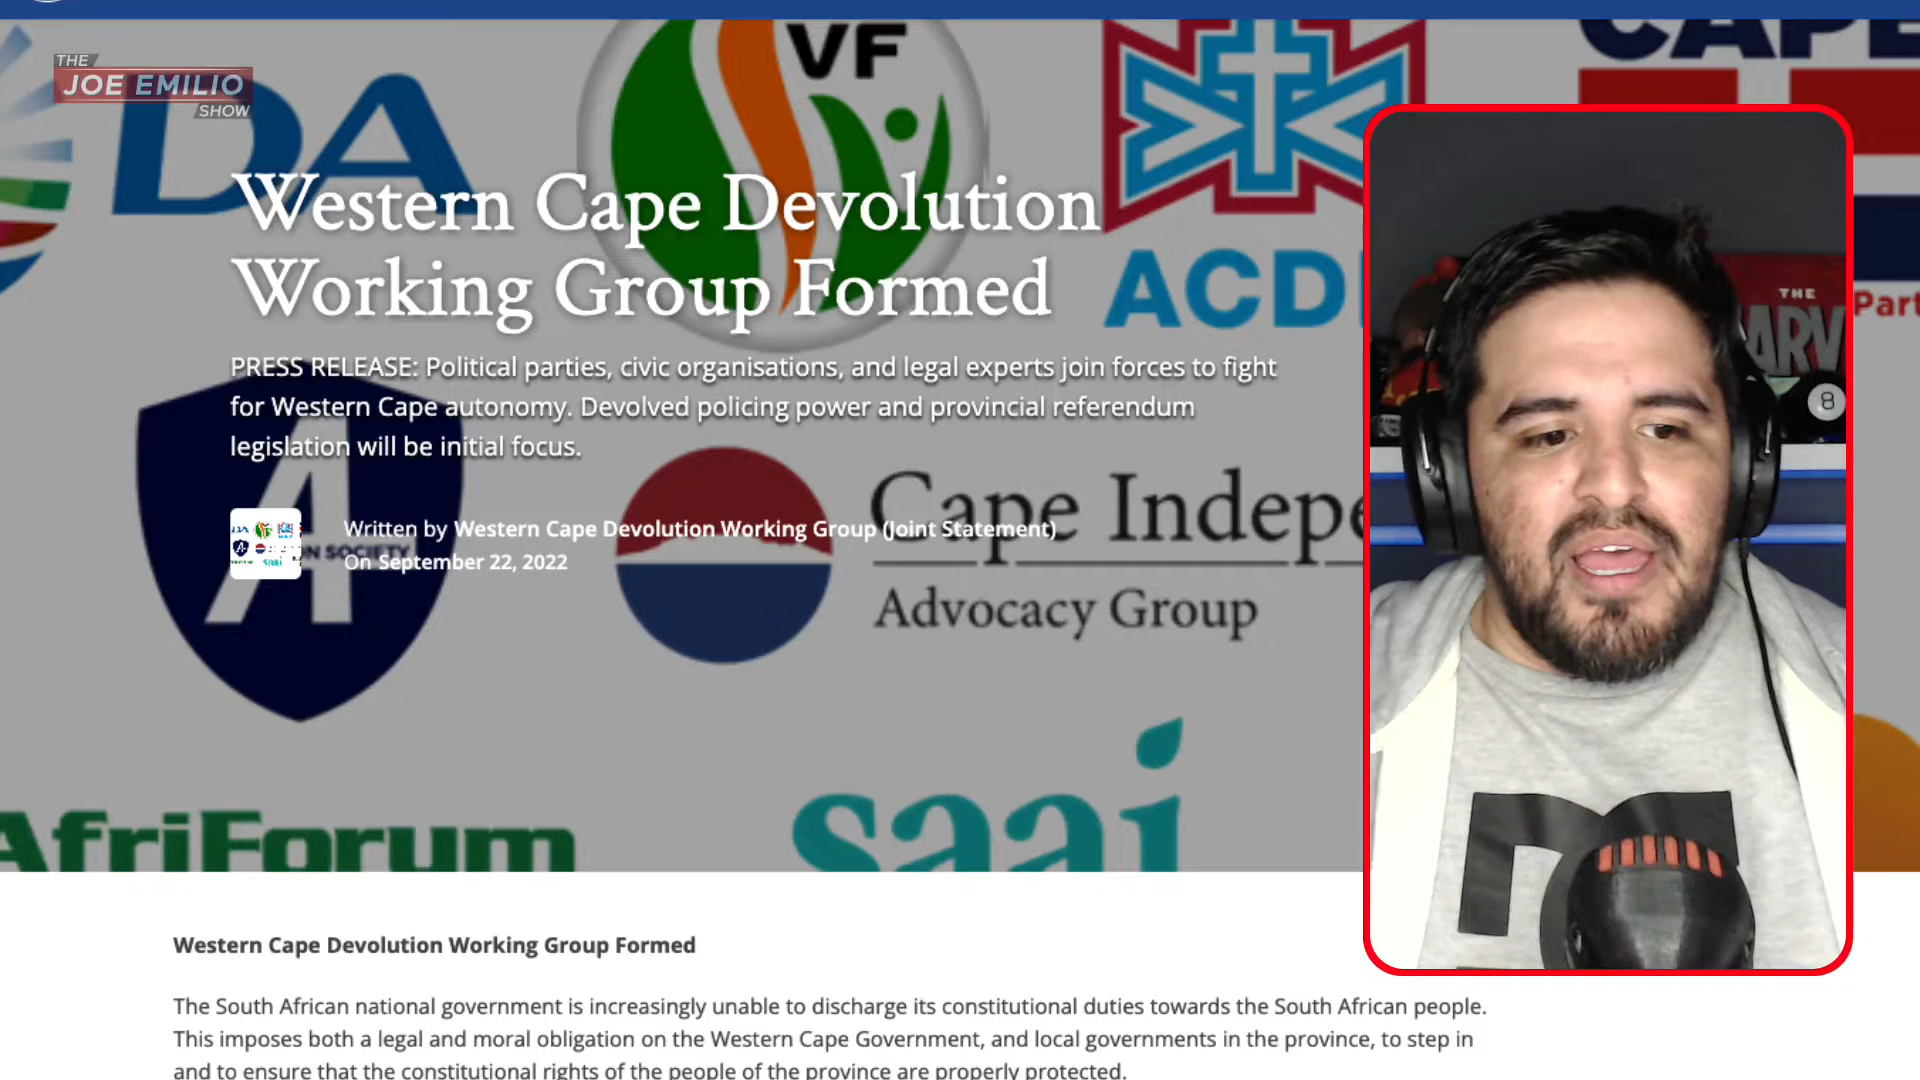 THE
JOE EMILIO
SHOW
DA
VF
CAPE
ACD
Western Cape Devolution
Working Group Formed
THE
Part
8
PRESS RELEASE: Political parties, civic organisations, and legal experts join forces to fight
for Western Cape autonomy. Devolved policing power and provincial referendum
legislation will be initial focus.
Cape Indepe
Advocacy Group
Written by Western Cape Devolution Working Group (Joint Statement)
On September 22, 2022
ON SOCIETY
AfriForum
saai
Western Cape Devolution Working Group Formed
The South African national government is increasingly unable to discharge its constitutional duties towards the South African people.
This imposes both a legal and moral obligation on the Western Cape Government, and local governments in the province, to step in
and to ensure that the constitutional rights of the people of the province are properly protected.